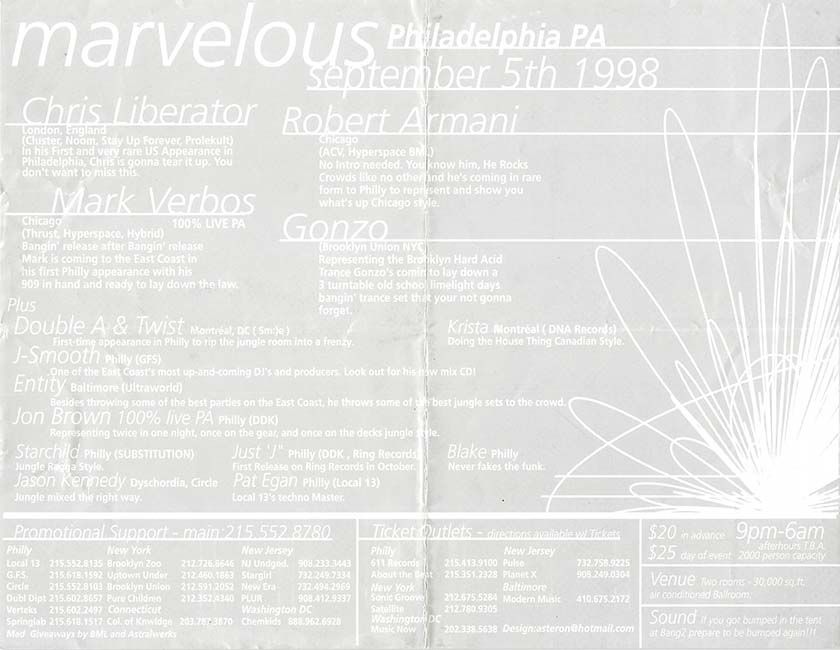 marvelous
Philadelphia PA
september 5th 1998
Chris Liberator
London, England
(Cluster, Noom, Stay Up Forever, Prolekult)
In his First and very rare US Appearance in
Philadelphia, Chris is gonna tear it up. You
don't want to miss this.
Robert Armani
Chicago
(ACV, Hyperspace BML)
No Intro needed. You know him, He Rocks
Crowds like no other and he's coming in rare
form to Philly to represent and show you
what's up Chicago style.
Mark Verbos
Chicago 100% LIVE PA
(Thrust, Hyperspace, Hybrid)
Bangin' release after Bangin' release
Mark is coming to the East Coast in
his first Philly appearance with his
909 in hand and ready to lay down the law.
Gonzo
(Brooklyn Union NYC)
Representing the Brooklyn Hard Acid
Trance Gonzo's coming to lay down a
3 turntable old school limelight days
bangin' trance set that your not gonna
forget.
Plus
Double A & Twist Montréal, DC ( Smile )
First-time appearance in Philly to rip the jungle room into a frenzy.
Krista Montréal ( DNA Records)
Doing the House Thing Canadian Style.
J-Smooth Philly (GFS)
One of the East Coast's most up-and-coming DJ's and producers. Look out for his new mix CD!
Entity Baltimore (Ultraworld)
Besides throwing some of the best parties on the East Coast, he throws some of the best jungle sets to the crowd.
Jon Brown 100% live PA Philly (DDK)
Representing twice in one night, once on the gear, and once on the decks jungle style.
Starchild Philly (SUBSTITUTION)
Jungle Ragga Style.
Just 'J" Philly (DDK , Ring Records)
First Release on Ring Records in October.
Blake Philly
Never fakes the funk.
Jason Kennedy Dyschordia, Circle
Jungle mixed the right way.
Pat Egan Philly (Local 13)
Local 13's techno Master.
Promotional Support - main:215.552.8780
Philly
Local 13 215.552.8135
G.F.S. 215.618.1592
Circle 215.552.8103
Dubl Dipt 215.602.8657
Verteks 215.602.2497
Springlab 215.618.1517
Mad Giveaways by BML and Astralwerks
New York
Brooklyn Zoo 212.726.8646
Uptown Under 212.460.1863
Brooklyn Union 212.591.2052
Pure Children 212.352.4340
Connecticut
Col. of Knwldge 203.782.3870
New Jersey
NJ Undgnd. 908.233.3443
Stargirl 732.249.7334
New Era 732.494.2969
PLUR 908.412.9337
Washington DC
Chemkids 888.962.6928
Ticket Outlets - directions available w/ Tickets
Philly
611 Records 215.413.9100
About the Beat 215.351.2328
New York
Sonic Groove 212.675.5284
Satellite 212.780.9305
Washington DC
Music Now 202.338.5638
New Jersey
Pulse 732.758.9225
Planet X 908.249.0304
Baltimore
Modern Music 410.675.2172
Design:asteron@hotmail.com
$20 in advance 9pm-6am
afterhours T.B.A.
$25 day of event 2000 person capacity
Venue Two rooms - 30,000 sq.ft.
air conditioned Ballroom.
Sound If you got bumped in the tent
at Bang2 prepare to be bumped again!!!!